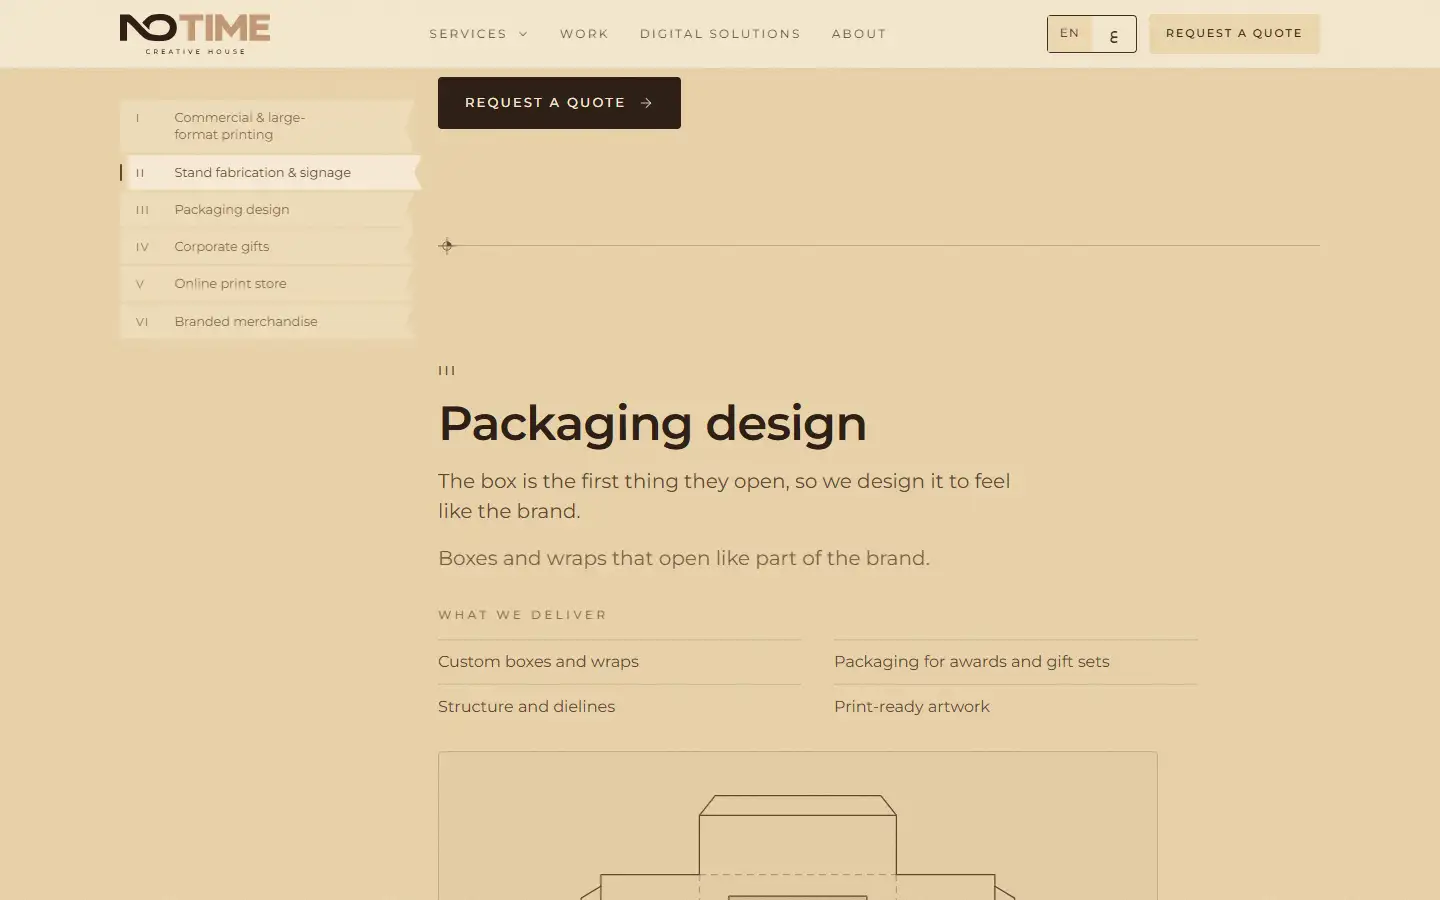 NOTIME
CREATIVE HOUSE
SERVICES
WORK
DIGITAL SOLUTIONS
ABOUT
EN
ع
REQUEST A QUOTE
REQUEST A QUOTE →
I Commercial & large-
format printing
II Stand fabrication & signage
III Packaging design
IV Corporate gifts
V Online print store
VI Branded merchandise
III
Packaging design
The box is the first thing they open, so we design it to feel
like the brand.
Boxes and wraps that open like part of the brand.
WHAT WE DELIVER
Custom boxes and wraps
Packaging for awards and gift sets
Structure and dielines
Print-ready artwork